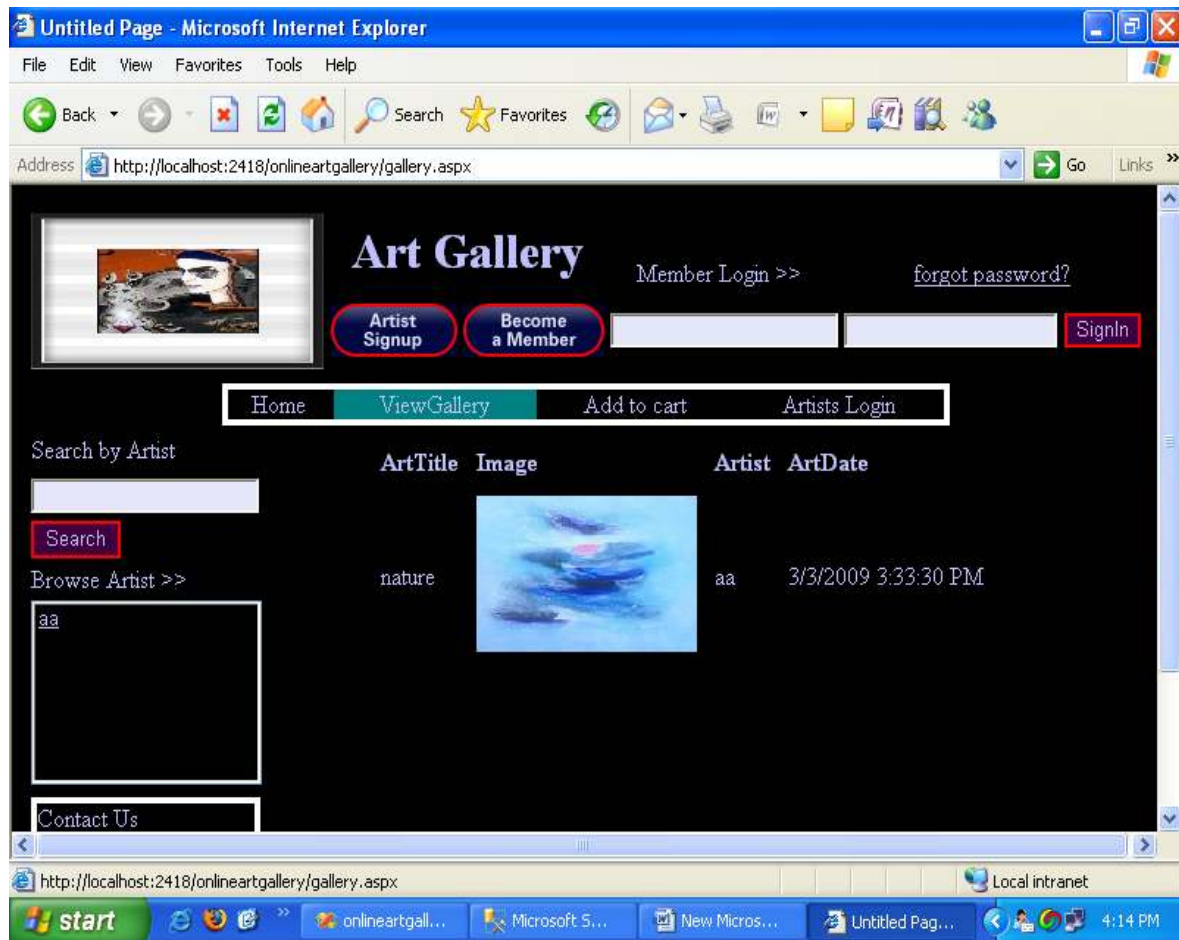 Untitled Page - Microsoft Internet Explorer
File Edit View Favorites Tools Help
Back Search Favorites
Address http://localhost:2418/onlineartgallery/gallery.aspx Go Links »
Art Gallery
Member Login >> forgot password?
Artist Signup
Become a Member
SignIn
Home ViewGallery Add to cart Artists Login
Search by Artist
Search
Browse Artist >>
aa
Contact Us
ArtTitle Image Artist ArtDate
nature aa 3/3/2009 3:33:30 PM
http://localhost:2418/onlineartgallery/gallery.aspx Local intranet
start » onlineartgall... Microsoft S... New Micros... Untitled Pag... 4:14 PM